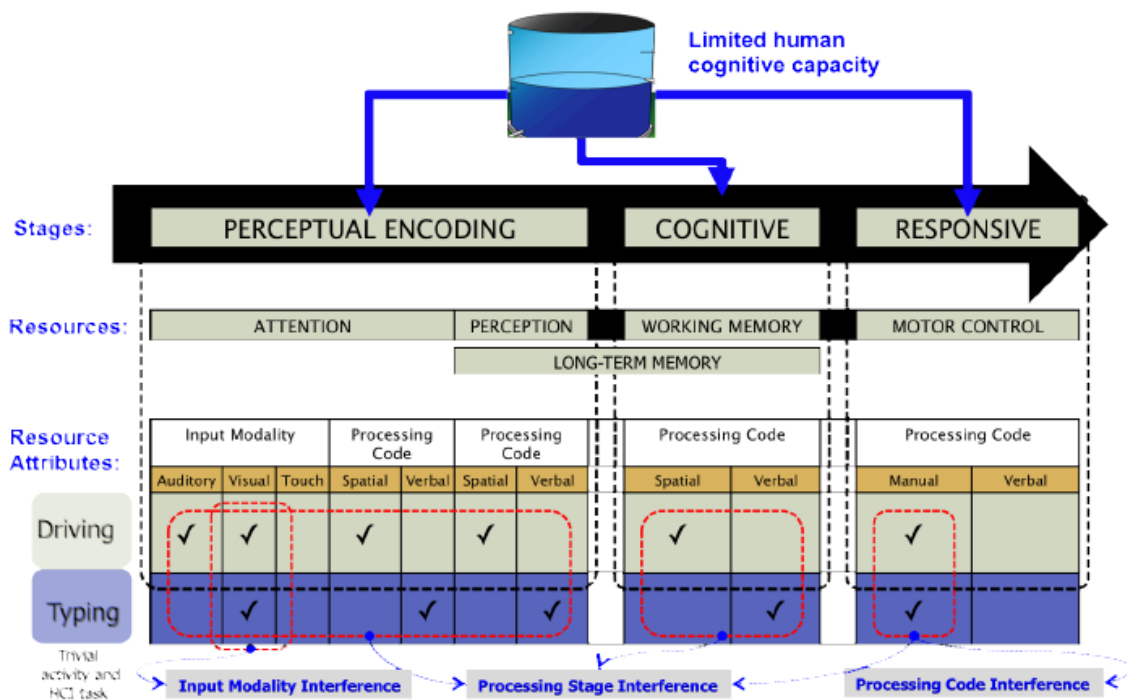 Limited human
cognitive capacity
Stages:
PERCEPTUAL ENCODING COGNITIVE RESPONSIVE
Resources:
ATTENTION PERCEPTION WORKING MEMORY MOTOR CONTROL
LONG-TERM MEMORY
Resource
Attributes:
Input Modality Processing Code Processing Code Processing Code Processing Code
Auditory Visual Touch Spatial Verbal Spatial Verbal Spatial Verbal Manual Verbal
Driving ✓ ✓ ✓ ✓ ✓ ✓
Typing ✓ ✓ ✓ ✓ ✓
Trivial
activity and
HCI task
Input Modality Interference Processing Stage Interference Processing Code Interference